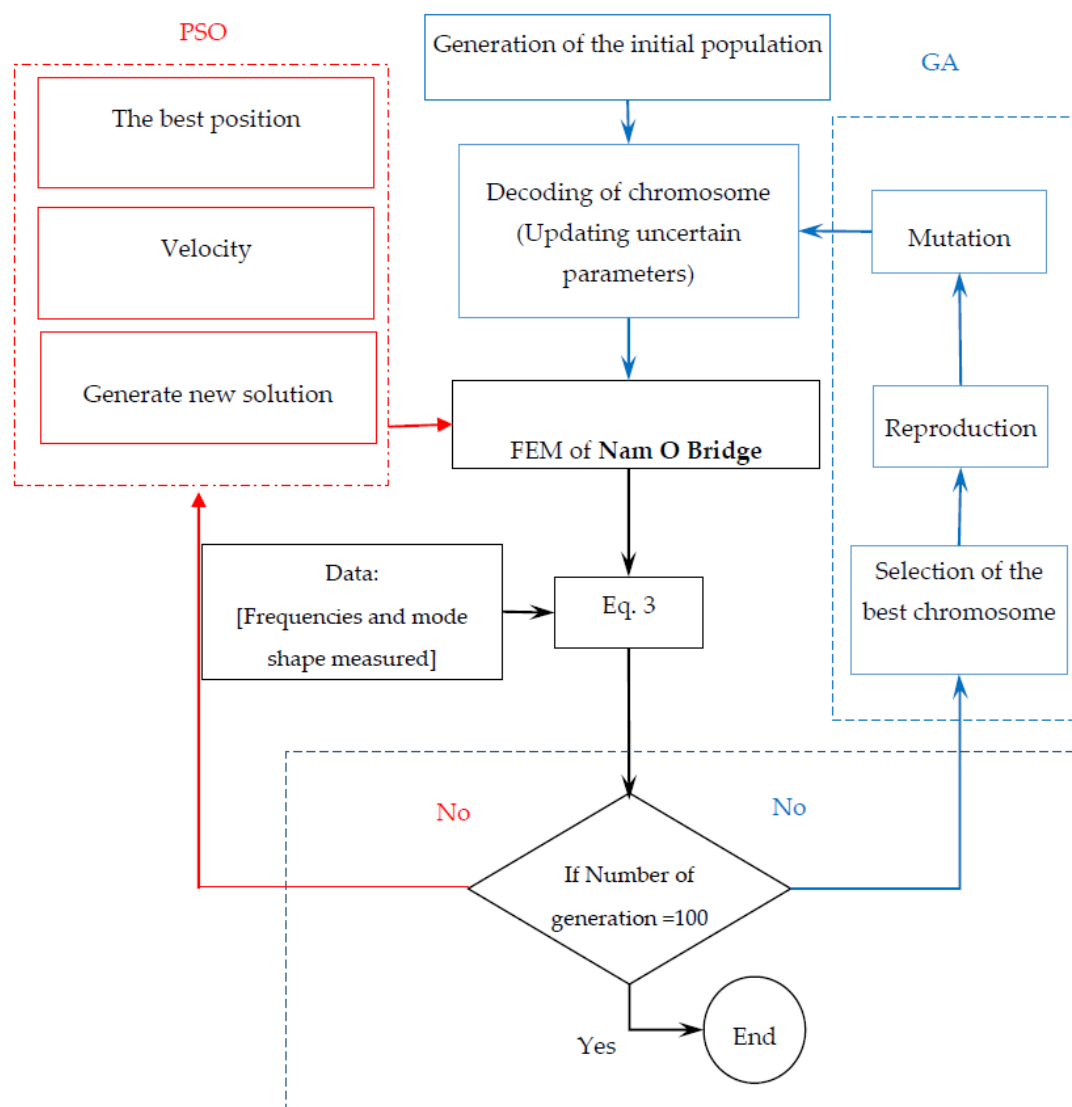 PSO
Generation of the initial population
GA
The best position
Decoding of chromosome
(Updating uncertain
parameters)
Velocity
Mutation
Generate new solution
FEM of Nam O Bridge
Reproduction
Data:
[Frequencies and mode
shape measured]
Eq. 3
Selection of the
best chromosome
No
No
If Number of
generation =100
Yes
End